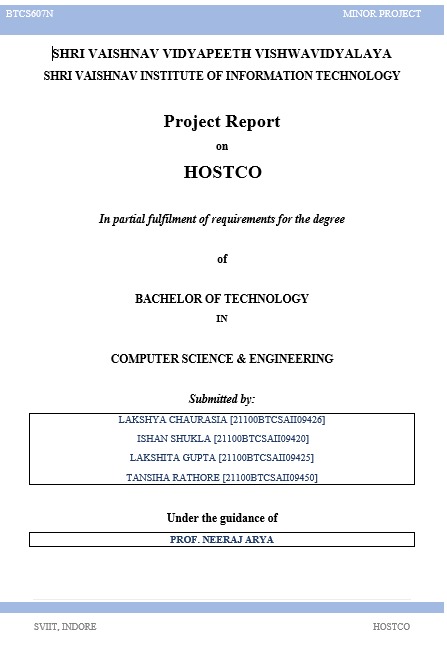 BTCS607N MINOR PROJECT
SHRI VAISHNAV VIDYAPEETH VISHWAVIDYALAYA
SHRI VAISHNAV INSTITUTE OF INFORMATION TECHNOLOGY
Project Report
on
HOSTCO
In partial fulfilment of requirements for the degree
of
BACHELOR OF TECHNOLOGY
IN
COMPUTER SCIENCE & ENGINEERING
Submitted by:
LAKSHYA CHAURASIA [21100BTCSAII09426]
ISHAN SHUKLA [21100BTCSAII09420]
LAKSHITA GUPTA [21100BTCSAII09425]
TANSIHA RATHORE [21100BTCSAII09450]
Under the guidance of
PROF. NEERAJ ARYA
SVIIT, INDORE HOSTCO